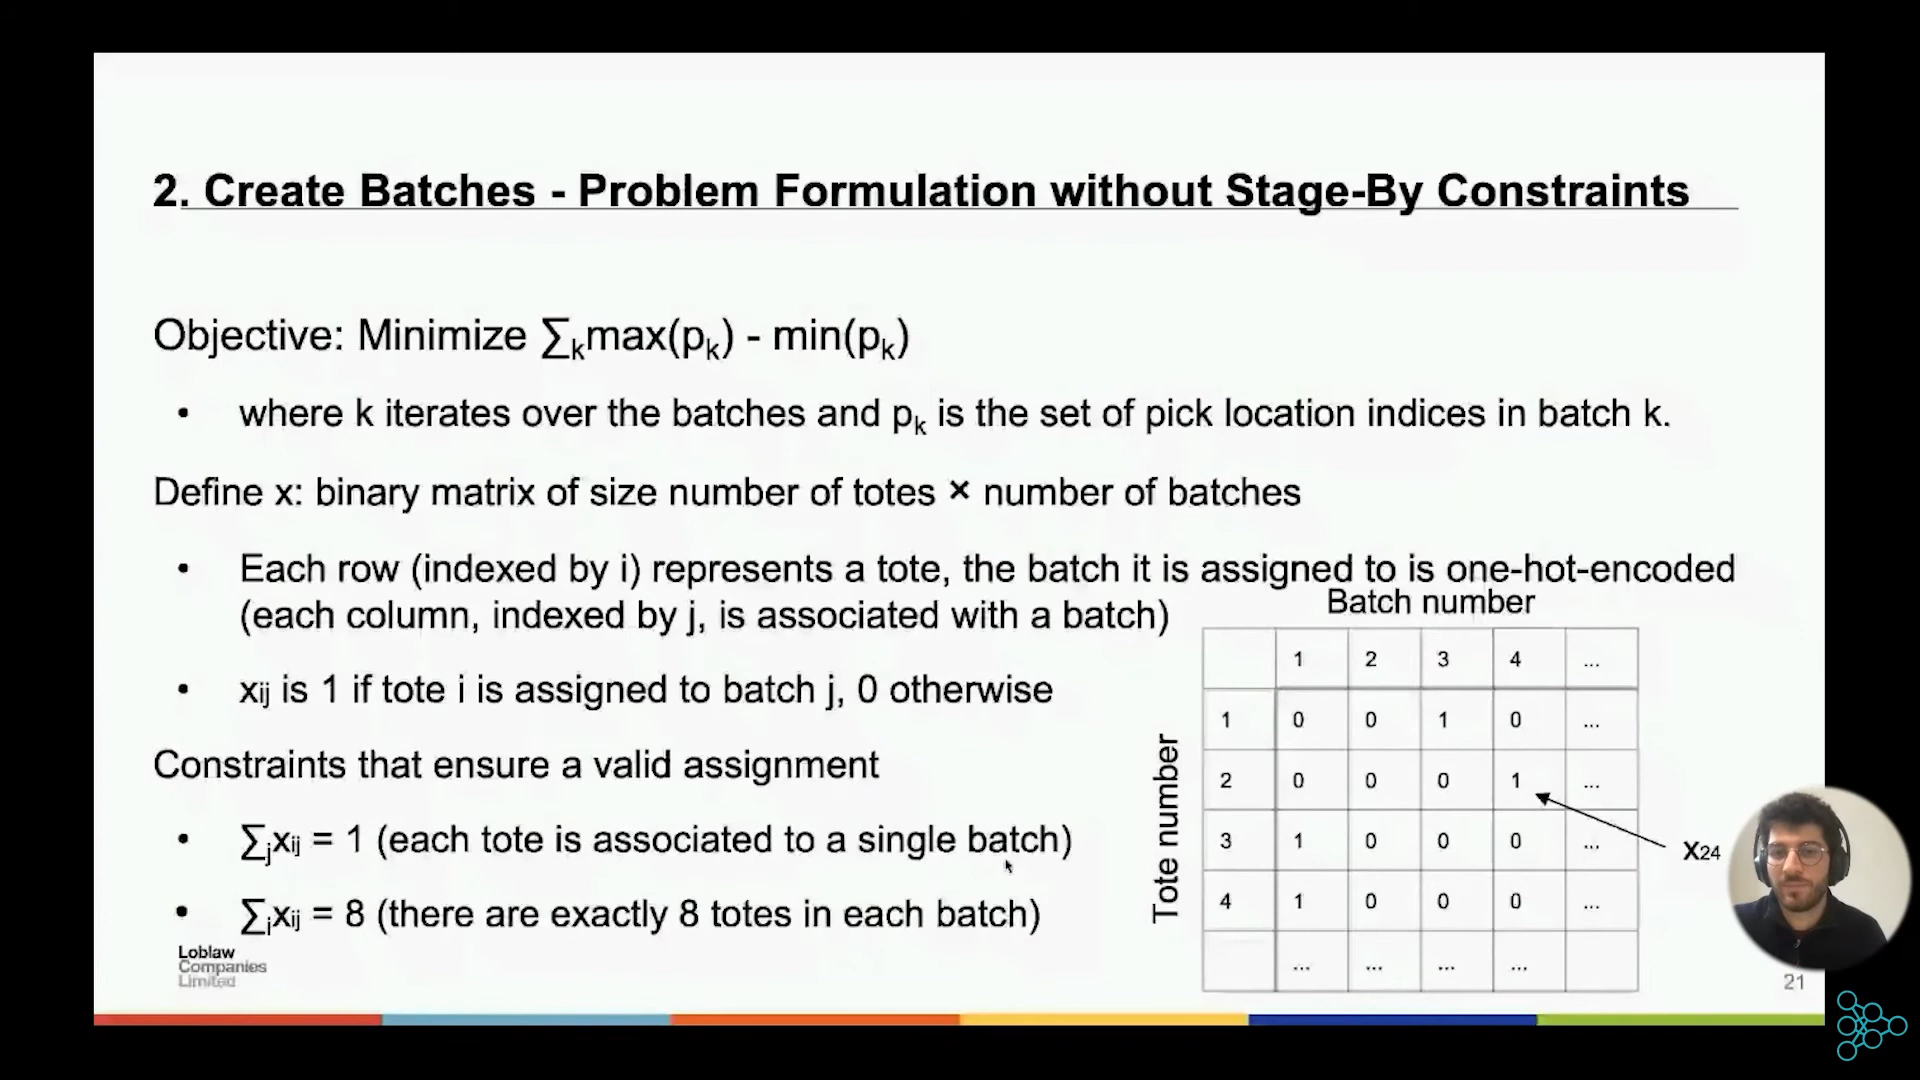 2. Create Batches - Problem Formulation without Stage-By Constraints
Objective: Minimize ∑ₖmax(pₖ) - min(pₖ)
• where k iterates over the batches and pₖ is the set of pick location indices in batch k.
Define x: binary matrix of size number of totes × number of batches
• Each row (indexed by i) represents a tote, the batch it is assigned to is one-hot-encoded
(each column, indexed by j, is associated with a batch)
• xij is 1 if tote i is assigned to batch j, 0 otherwise
Constraints that ensure a valid assignment
• ∑ⱼxij = 1 (each tote is associated to a single batch)
• ∑ᵢxij = 8 (there are exactly 8 totes in each batch)
Batch number
Tote number
1 2 3 4 ...
1 0 0 1 0 ...
2 0 0 0 1 ...
3 1 0 0 0 ...
4 1 0 0 0 ...
... ... ... ...
x24
Loblaw
Companies
Limited
21